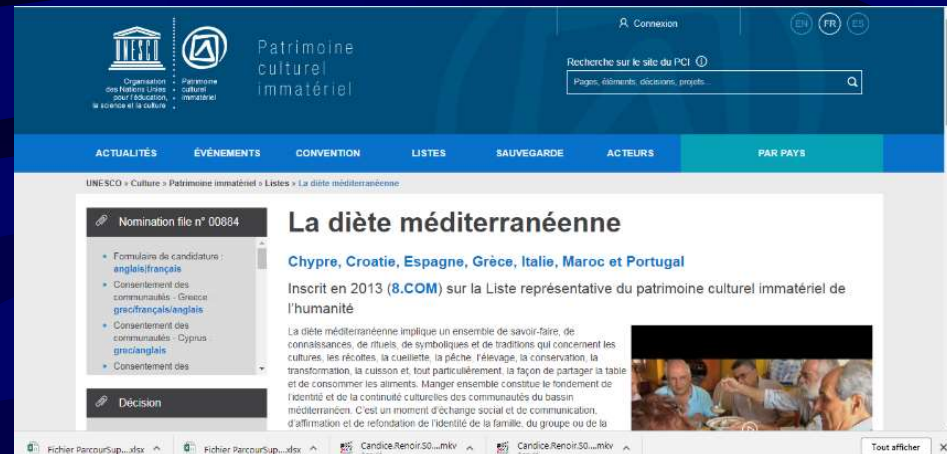 Connexion
EN FR ES
UNESCO
Organisation
des Nations Unies
pour l'éducation,
la science et la culture
Patrimoine
culturel
immatériel
Patrimoine
culturel
immatériel
Recherche sur le site du PCI
Pages, éléments, décisions, projets...
ACTUALITÉS ÉVÉNEMENTS CONVENTION LISTES SAUVEGARDE ACTEURS PAR PAYS
UNESCO » Culture » Patrimoine immatériel » Listes » La diète méditerranéenne
Nomination file n° 00884
Formulaire de candidature :
anglais|français
Consentement des
communautés - Greece
grec/français/anglais
Consentement des
communautés - Cyprus
grec/anglais
Consentement des
Décision
La diète méditerranéenne
Chypre, Croatie, Espagne, Grèce, Italie, Maroc et Portugal
Inscrit en 2013 (8.COM) sur la Liste représentative du patrimoine culturel immatériel de
l'humanité
La diète méditerranéenne implique un ensemble de savoir-faire, de
connaissances, de rituels, de symboliques et de traditions qui concernent les
cultures, les récoltes, la cueillette, la pêche, l'élevage, la conservation, la
transformation, la cuisson et, tout particulièrement, la façon de partager la table
et de consommer les aliments. Manger ensemble constitue le fondement de
l'identité et de la continuité culturelles des communautés du bassin
méditerranéen. C'est un moment d'échange social et de communication,
d'affirmation et de refondation de l'identité de la famille, du groupe ou de la
Fichier ParcourSup....xlsx Fichier ParcourSup....xlsx Candice.Renoir.S0....mkv Candice.Renoir.S0....mkv Tout afficher